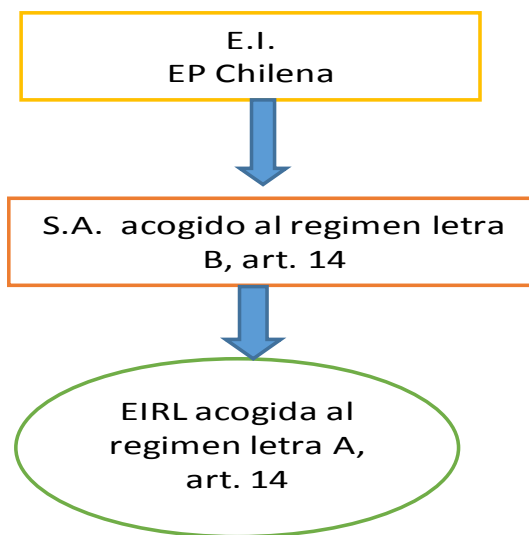 E.I.
EP Chilena
S.A. acogido al regimen letra
B, art. 14
EIRL acogida al
regimen letra A,
art. 14